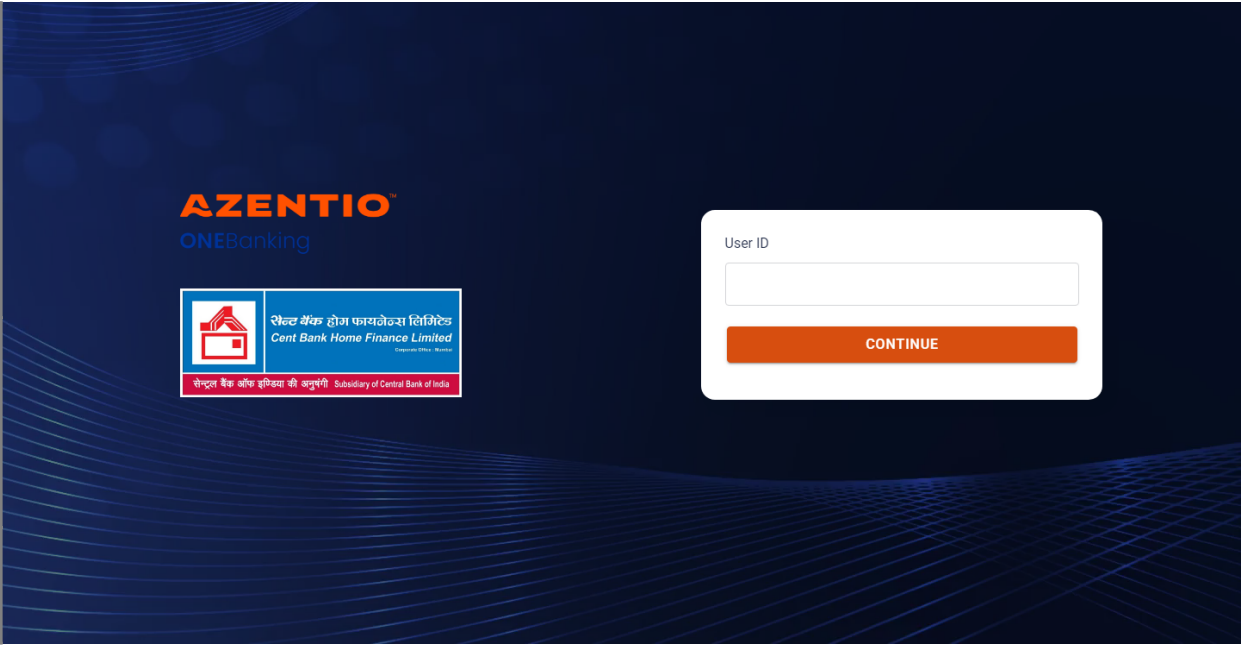 AZENTIO™
ONEBanking
सेन्ट बैंक होम फायनेन्स लिमिटेड
Cent Bank Home Finance Limited
Corporate Office : Mumbai
सेन्ट्रल बैंक ऑफ इण्डिया की अनुषंगी Subsidiary of Central Bank of India
User ID
CONTINUE